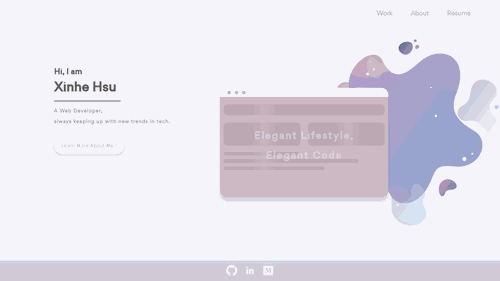 Work About Resume
Hi, I am
Xinhe Hsu
A Web Developer,
always keeping up with new trends in tech.
Learn More About Me!
Elegant Lifestyle,
Elegant Code
in
M